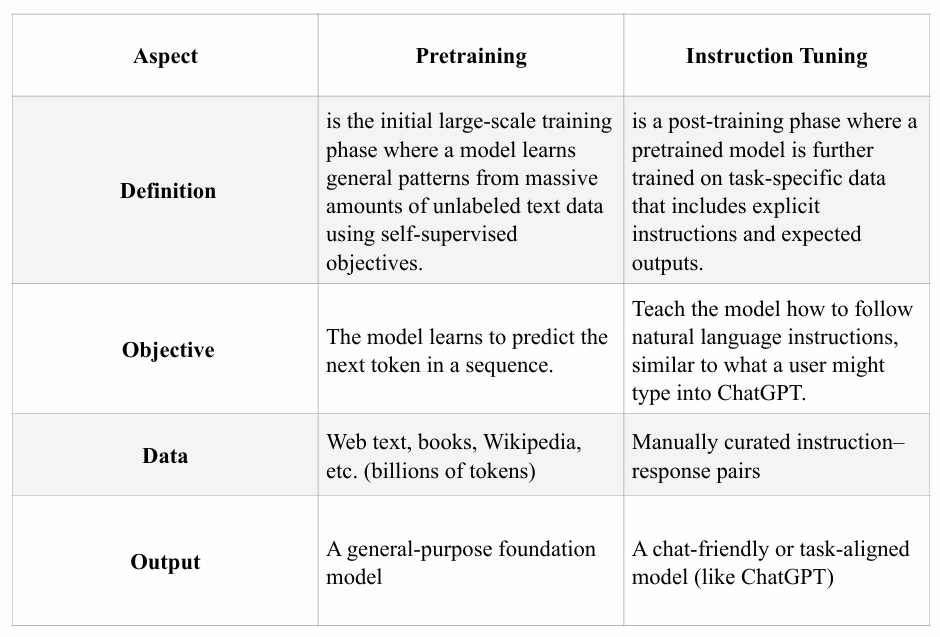 Aspect
Pretraining
Instruction Tuning
Definition
is the initial large-scale training
phase where a model learns
general patterns from massive
amounts of unlabeled text data
using self-supervised
objectives.
is a post-training phase where a
pretrained model is further
trained on task-specific data
that includes explicit
instructions and expected
outputs.
Objective
The model learns to predict the
next token in a sequence.
Teach the model how to follow
natural language instructions,
similar to what a user might
type into ChatGPT.
Data
Web text, books, Wikipedia,
etc. (billions of tokens)
Manually curated instruction–
response pairs
Output
A general-purpose foundation
model
A chat-friendly or task-aligned
model (like ChatGPT)